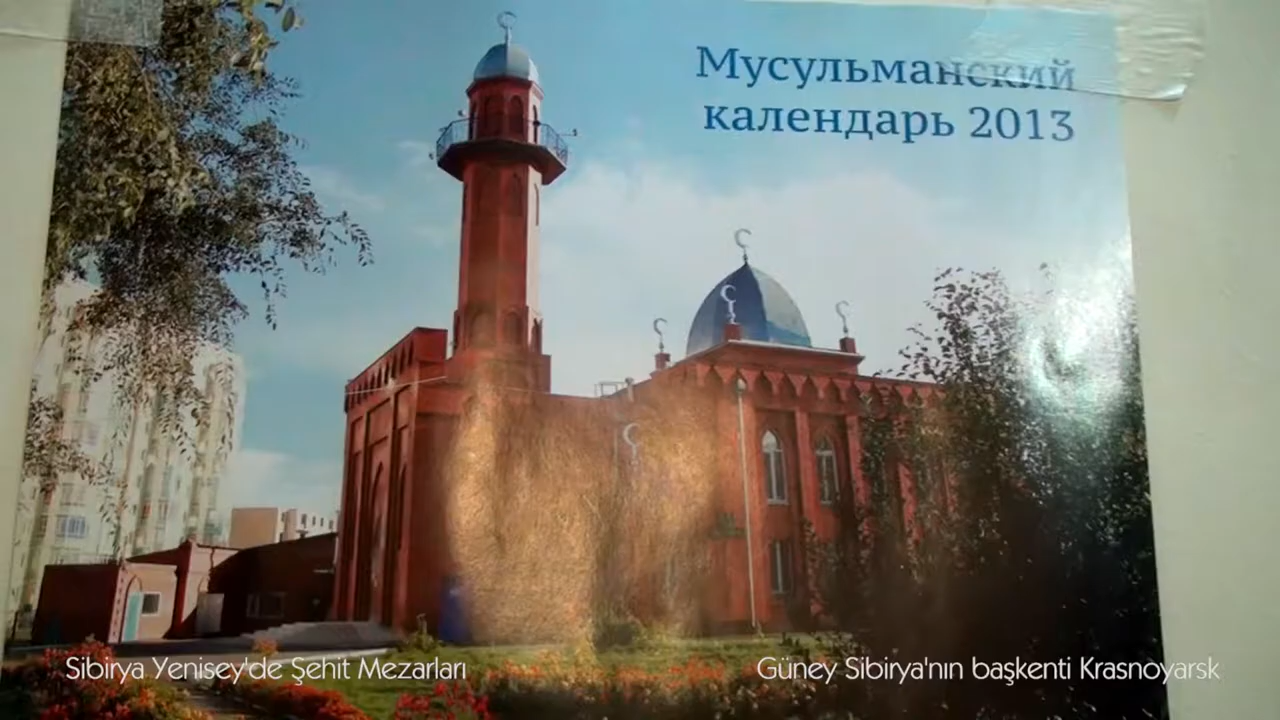 Мусульманский
календарь 2013
Sibirya Yenisey'de Şehit Mezarları
Güney Sibirya'nın başkenti Krasnoyarsk